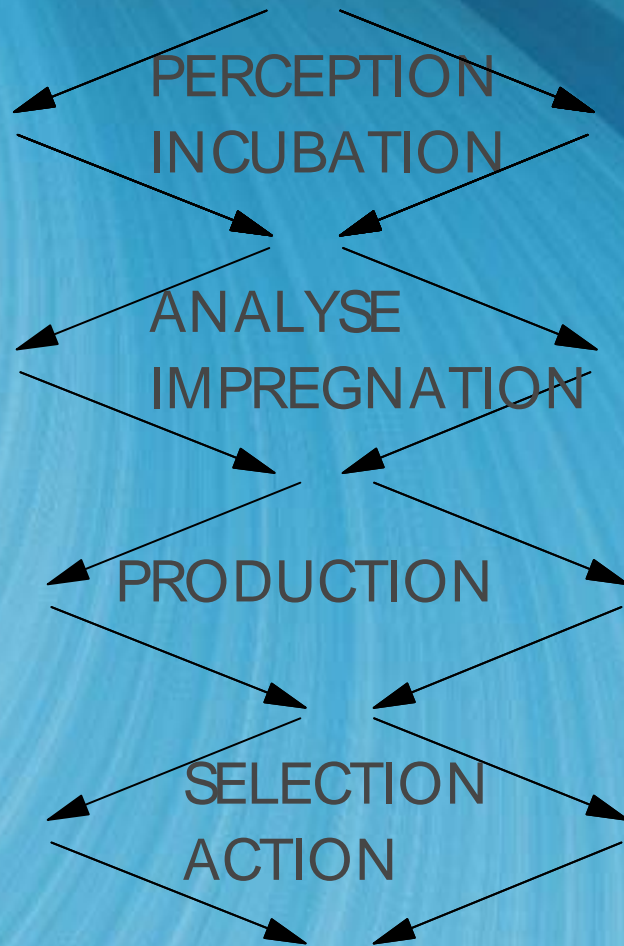 PERCEPTION
INCUBATION
ANALYSE
IMPREGNATION
PRODUCTION
SELECTION
ACTION